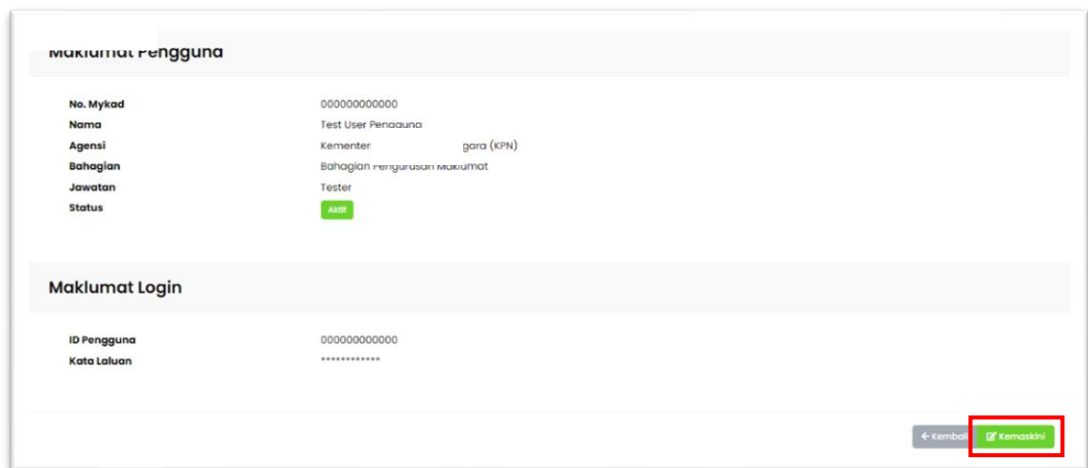 Maklumat Pengguna
No. Mykad 000000000000
Nama Test User Pengguna
Agensi gara (KPN)
Bahagian Bahagian Pengurusan Maklumat
Jawatan Tester
Status Aktif
Maklumat Login
ID Pengguna 000000000000
Kata Laluan ************
← Kembali Kemaskini